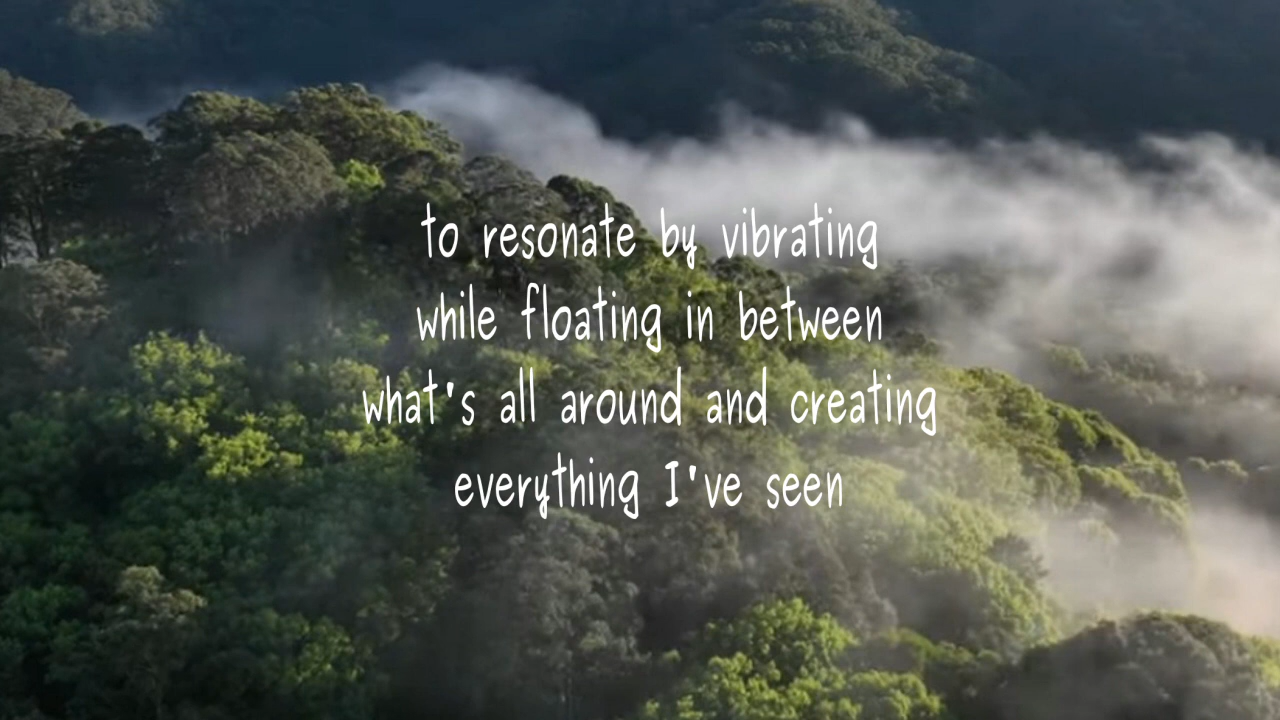 to resonate by vibrating
while floating in between
what's all around and creating
everything I've seen